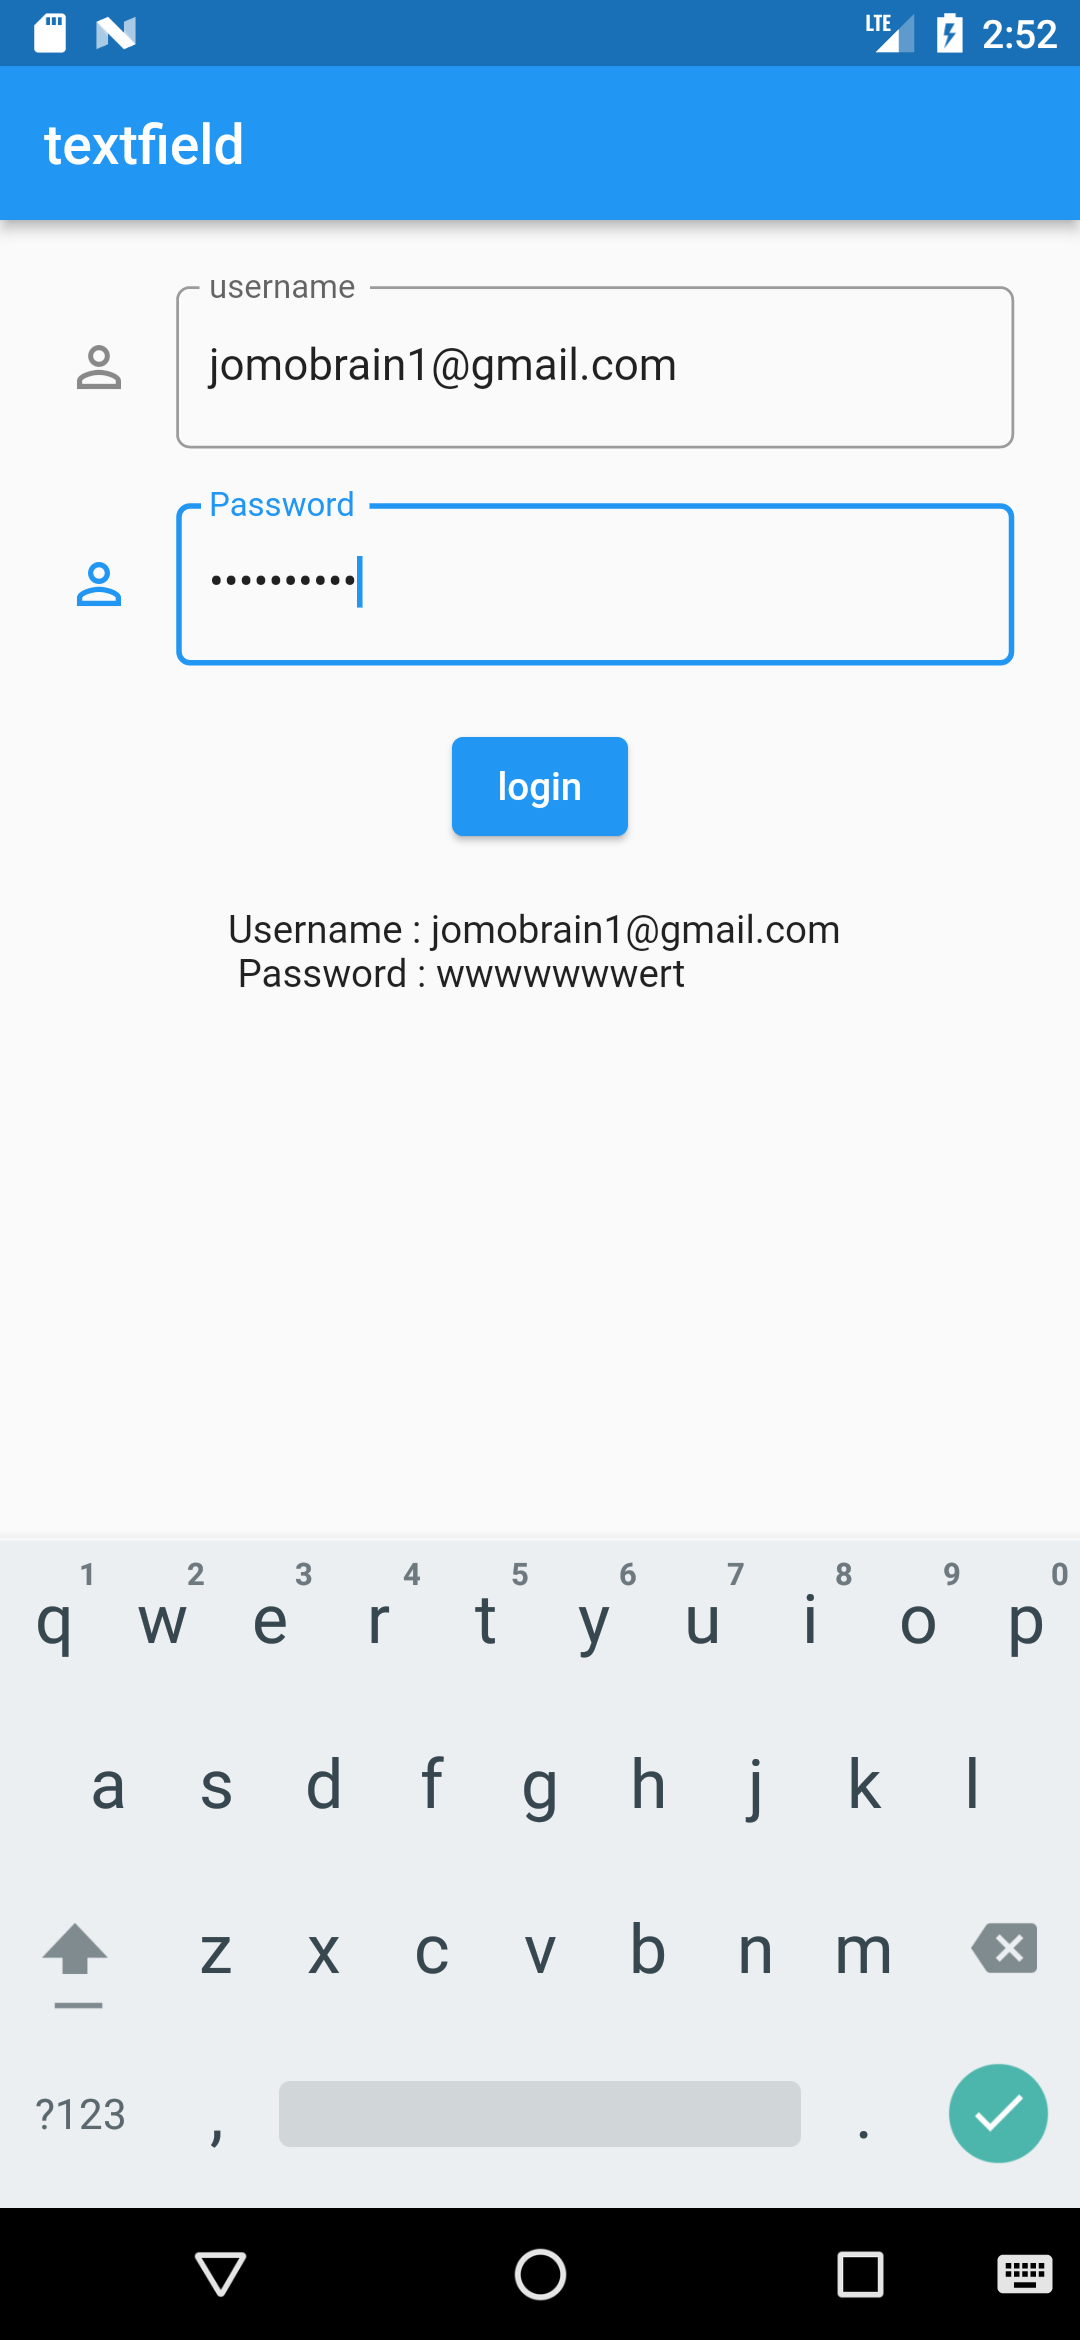 LTE 2:52
textfield
username
jomobrain1@gmail.com
Password
••••••••••
login
Username : jomobrain1@gmail.com
Password : wwwwwwwert
1 2 3 4 5 6 7 8 9 0
q w e r t y u i o p
a s d f g h j k l
z x c v b n m
?123 , .